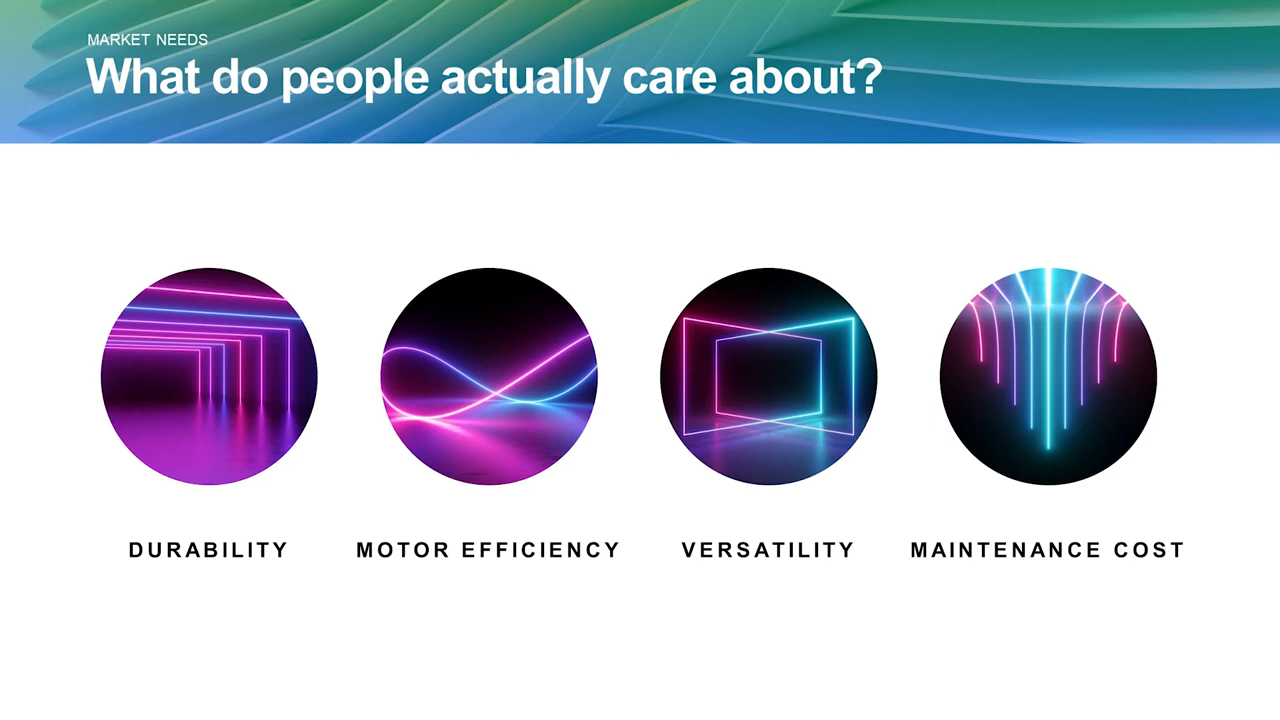 MARKET NEEDS
What do people actually care about?
DURABILITY
MOTOR EFFICIENCY
VERSATILITY
MAINTENANCE COST